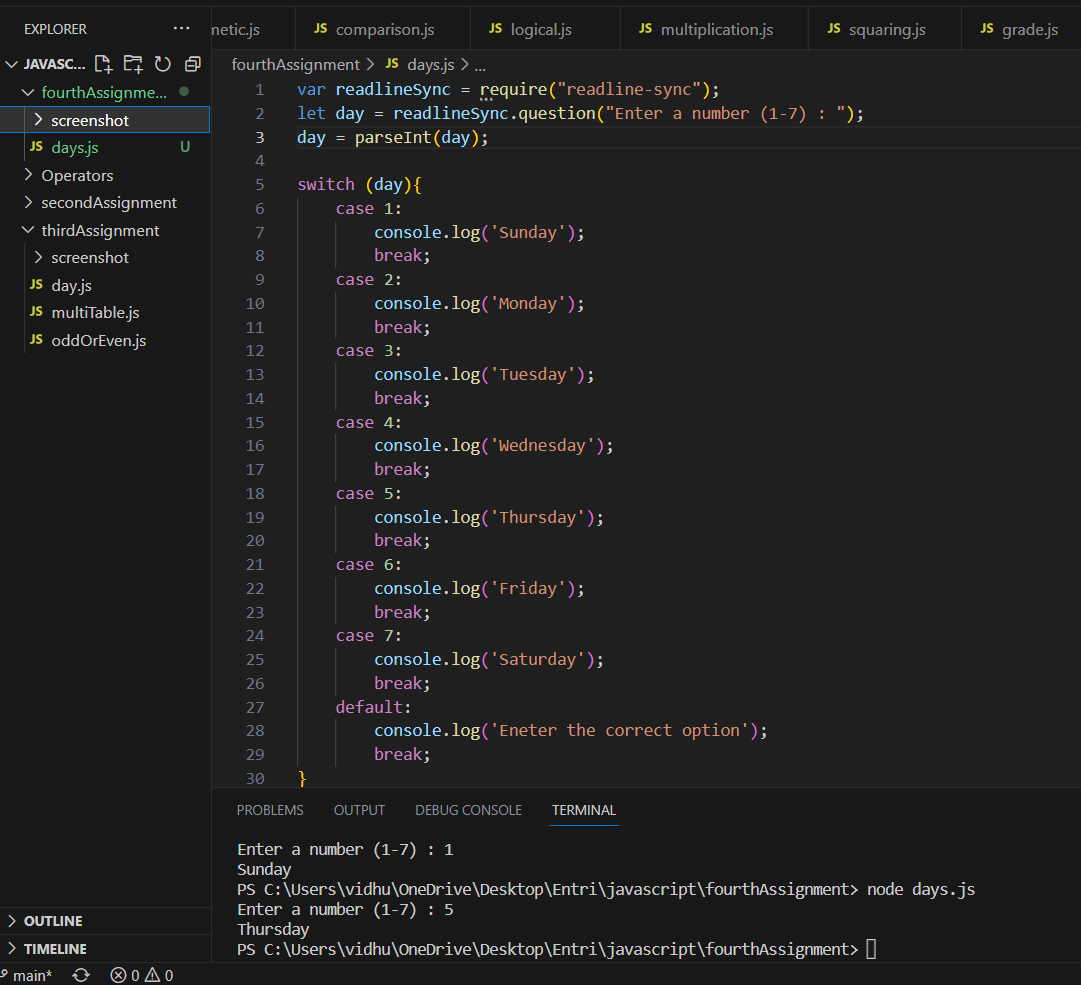 EXPLORER ...
JAVASC...
fourthAssignme...
screenshot
JS days.js U
Operators
secondAssignment
thirdAssignment
screenshot
JS day.js
JS multiTable.js
JS oddOrEven.js
OUTLINE
TIMELINE
netic.js JS comparison.js JS logical.js JS multiplication.js JS squaring.js JS grade.js
fourthAssignment > JS days.js > ...
1 var readlineSync = require("readline-sync");
2 let day = readlineSync.question("Enter a number (1-7) : ");
3 day = parseInt(day);
4
5 switch (day){
6     case 1:
7         console.log('Sunday');
8         break;
9     case 2:
10         console.log('Monday');
11         break;
12     case 3:
13         console.log('Tuesday');
14         break;
15     case 4:
16         console.log('Wednesday');
17         break;
18     case 5:
19         console.log('Thursday');
20         break;
21     case 6:
22         console.log('Friday');
23         break;
24     case 7:
25         console.log('Saturday');
26         break;
27     default:
28         console.log('Eneter the correct option');
29         break;
30 }
PROBLEMS OUTPUT DEBUG CONSOLE TERMINAL
Enter a number (1-7) : 1
Sunday
PS C:\Users\vidhu\OneDrive\Desktop\Entri\javascript\fourthAssignment> node days.js
Enter a number (1-7) : 5
Thursday
PS C:\Users\vidhu\OneDrive\Desktop\Entri\javascript\fourthAssignment>
main* 0 0